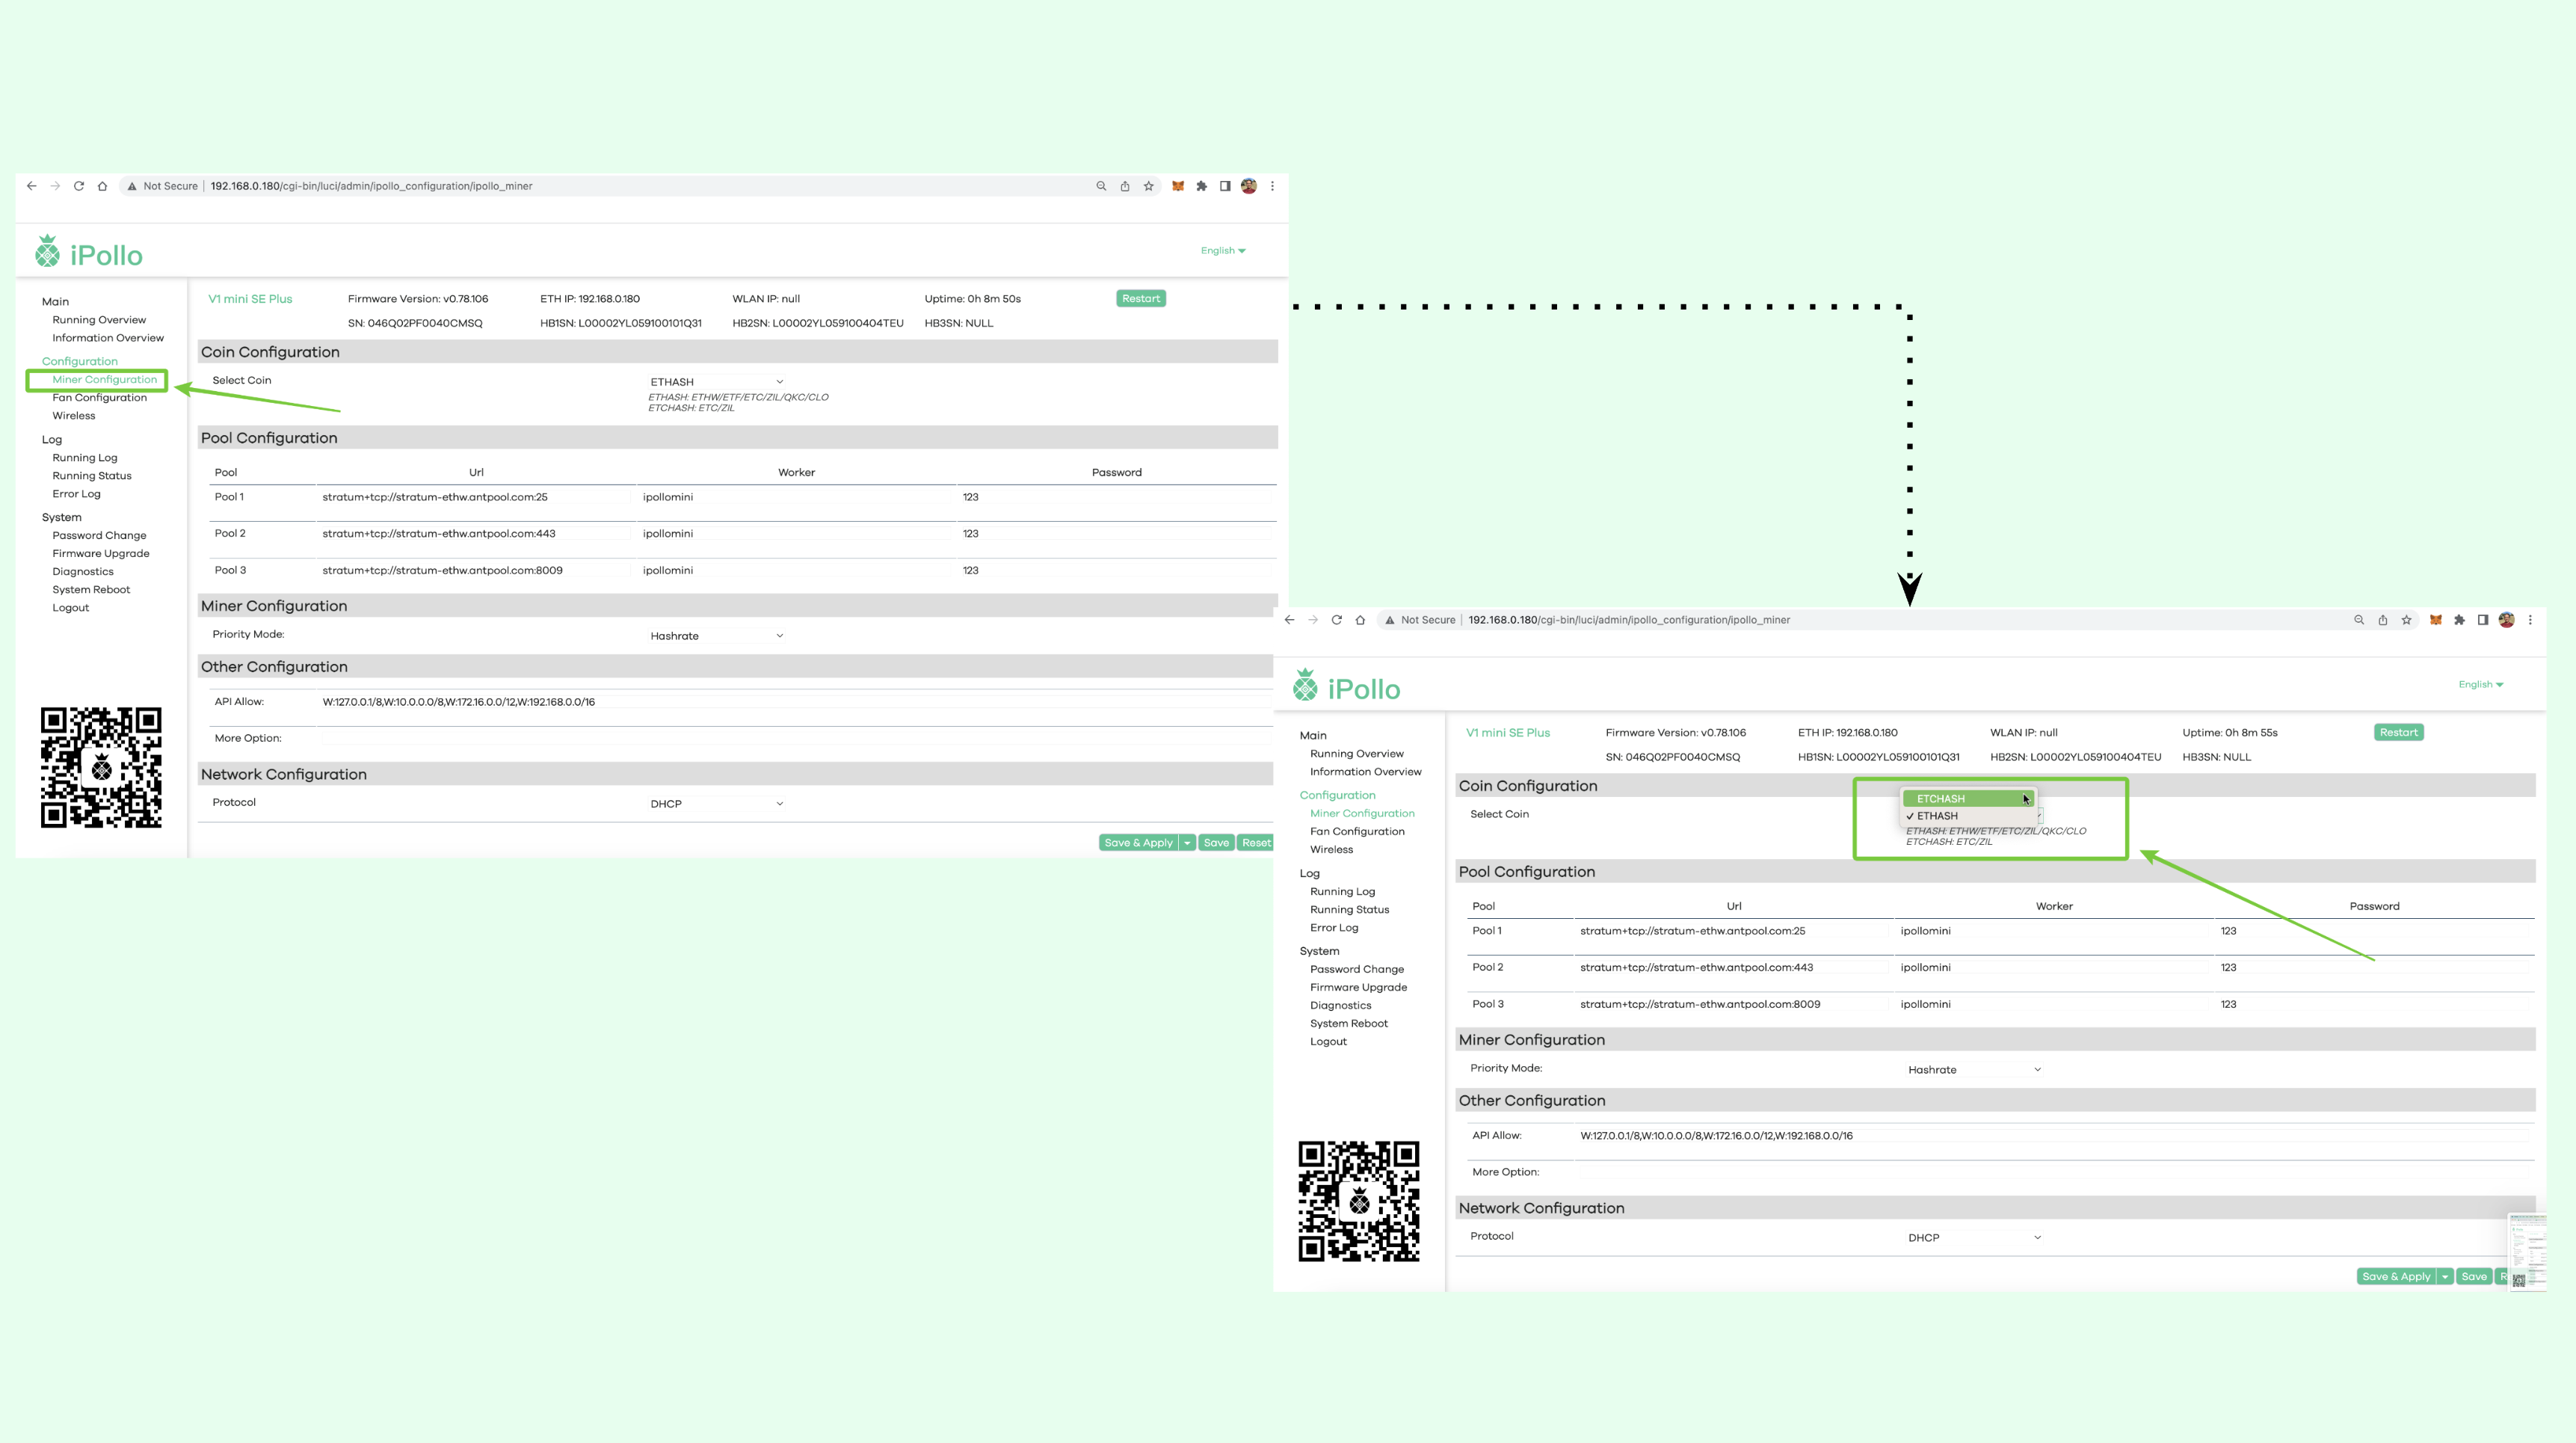 Not Secure | 192.168.0.180/cgi-bin/luci/admin/ipollo_configuration/ipollo_miner
iPollo
English
Main
Running Overview
Information Overview
Configuration
Miner Configuration
Fan Configuration
Wireless
Log
Running Log
Running Status
Error Log
System
Password Change
Firmware Upgrade
Diagnostics
System Reboot
Logout
V1 mini SE Plus Firmware Version: v0.78.106 ETH IP: 192.168.0.180 WLAN IP: null Uptime: 0h 8m 50s Restart
SN: 046Q02PF0040CMSQ HB1SN: L00002YL059100101Q31 HB2SN: L00002YL059100404TEU HB3SN: NULL
Coin Configuration
Select Coin ETHASH
ETHASH: ETHW/ETF/ETC/ZIL/QKC/CLO
ETCHASH: ETC/ZIL
Pool Configuration
Pool Url Worker Password
Pool 1 stratum+tcp://stratum-ethw.antpool.com:25 ipollomini 123
Pool 2 stratum+tcp://stratum-ethw.antpool.com:443 ipollomini 123
Pool 3 stratum+tcp://stratum-ethw.antpool.com:8009 ipollomini 123
Miner Configuration
Priority Mode: Hashrate
Other Configuration
API Allow: W:127.0.0.1/8,W:10.0.0.0/8,W:172.16.0.0/12,W:192.168.0.0/16
More Option:
Network Configuration
Protocol DHCP
Save & Apply Save Reset
Not Secure | 192.168.0.180/cgi-bin/luci/admin/ipollo_configuration/ipollo_miner
iPollo
English
Main
Running Overview
Information Overview
Configuration
Miner Configuration
Fan Configuration
Wireless
Log
Running Log
Running Status
Error Log
System
Password Change
Firmware Upgrade
Diagnostics
System Reboot
Logout
V1 mini SE Plus Firmware Version: v0.78.106 ETH IP: 192.168.0.180 WLAN IP: null Uptime: 0h 8m 55s Restart
SN: 046Q02PF0040CMSQ HB1SN: L00002YL059100101Q31 HB2SN: L00002YL059100404TEU HB3SN: NULL
Coin Configuration
ETCHASH
Select Coin ✓ ETHASH
ETHASH: ETHW/ETF/ETC/ZIL/QKC/CLO
ETCHASH: ETC/ZIL
Pool Configuration
Pool Url Worker Password
Pool 1 stratum+tcp://stratum-ethw.antpool.com:25 ipollomini 123
Pool 2 stratum+tcp://stratum-ethw.antpool.com:443 ipollomini 123
Pool 3 stratum+tcp://stratum-ethw.antpool.com:8009 ipollomini 123
Miner Configuration
Priority Mode: Hashrate
Other Configuration
API Allow: W:127.0.0.1/8,W:10.0.0.0/8,W:172.16.0.0/12,W:192.168.0.0/16
More Option:
Network Configuration
Protocol DHCP
Save & Apply Save R